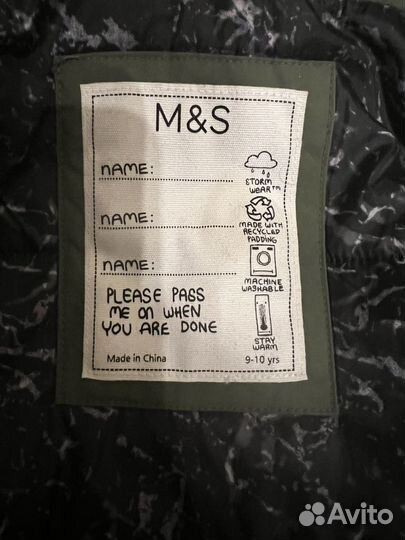 M&S
NAME:
NAME:
NAME:
PLEASE PASS
ME ON WHEN
YOU ARE DONE
Made in China
STORM
WEAR™
MADE WITH
RECYCLED
PADDING
MACHINE
WASHABLE
STAY
WARM
9-10 yrs
Avito